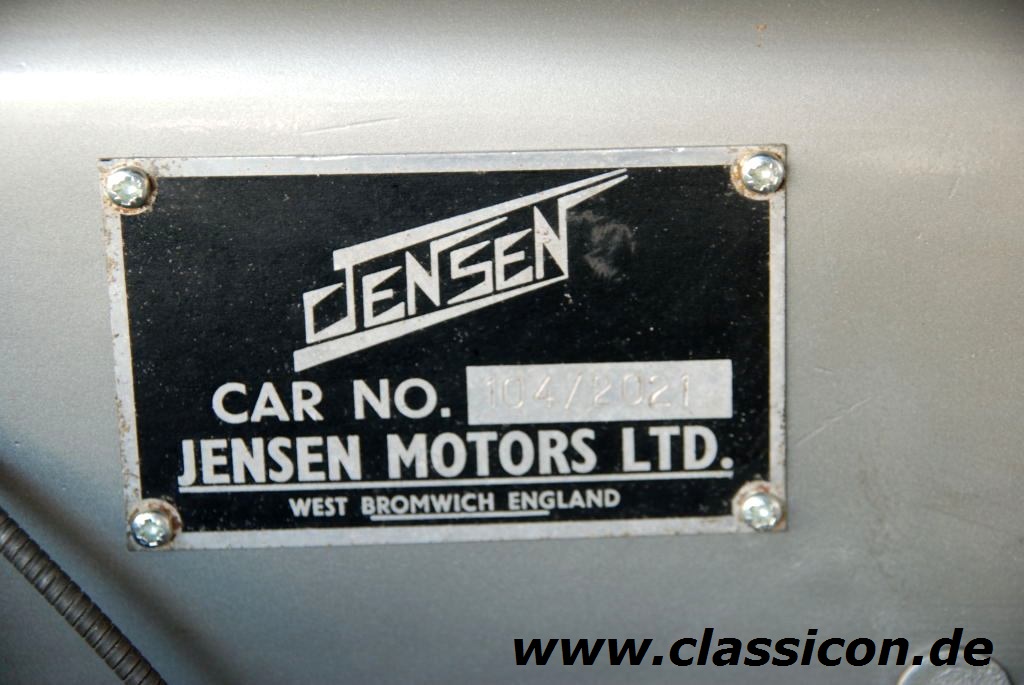 JENSEN
CAR NO. 104/2021
JENSEN MOTORS LTD.
WEST BROMWICH ENGLAND
www.classicon.de